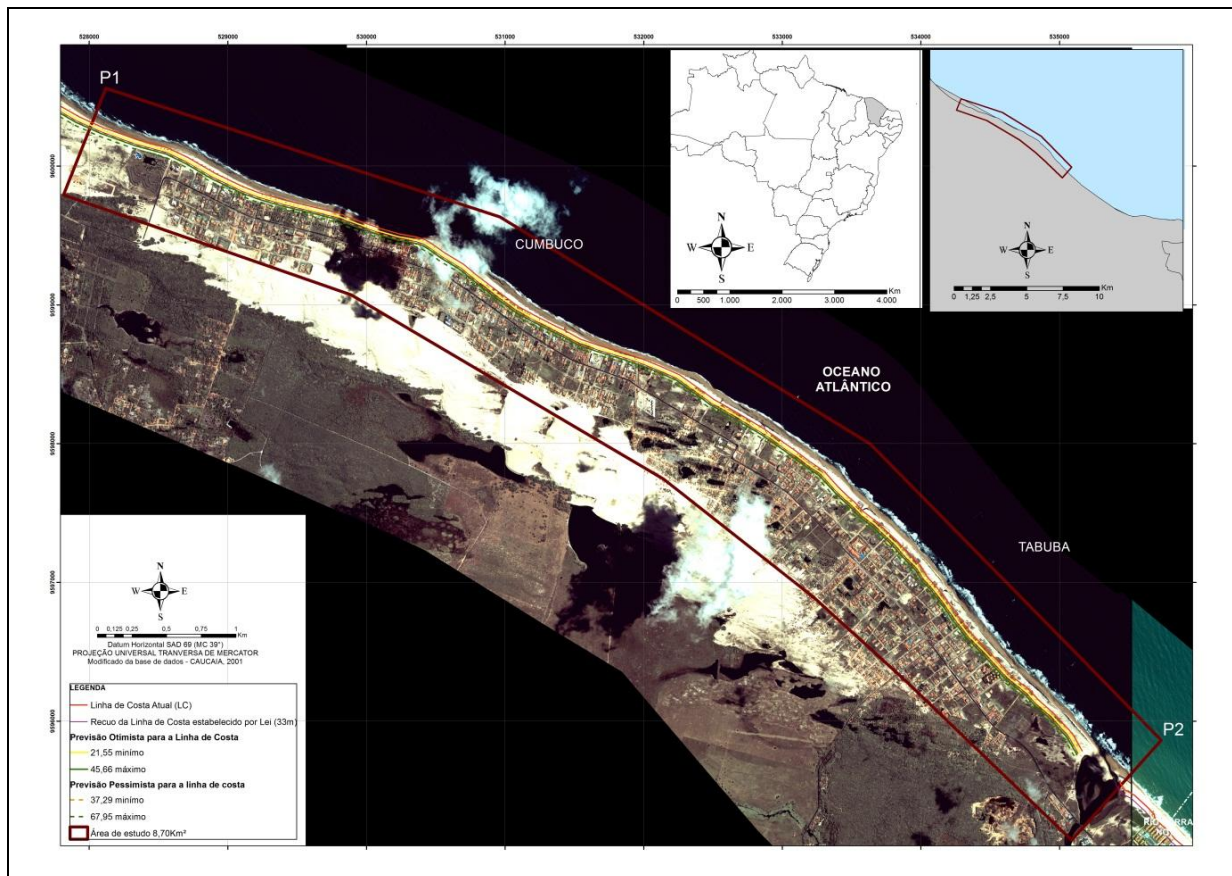 528000 529000 530000 531000 532000 533000 534000 535000
9600000
9599000
9598000
9597000
9596000
P1
CUMBUCO
OCEANO
ATLÂNTICO
TABUBA
P2
N
W E
S
Km
0 500 1.000 2.000 3.000 4.000
N
W E
S
Km
0 1,25 2,5 5 7,5 10
N
W E
S
0 0,125 0,25 0,5 0,75 1
Km
Datum Horizontal SAD 69 (MC 39°)
PROJEÇÃO UNIVERSAL TRANVERSA DE MERCATOR
Modificado da base de dados - CAUCAIA, 2001
LEGENDA
Linha de Costa Atual (LC)
Recuo da Linha de Costa estabelecido por Lei (33m)
Previsão Otimista para a Linha de Costa
21,55 minímo
45,66 máximo
Previsão Pessimista para a linha de costa
37,29 minimo
67,95 máximo
Área de estudo 8,70Km²